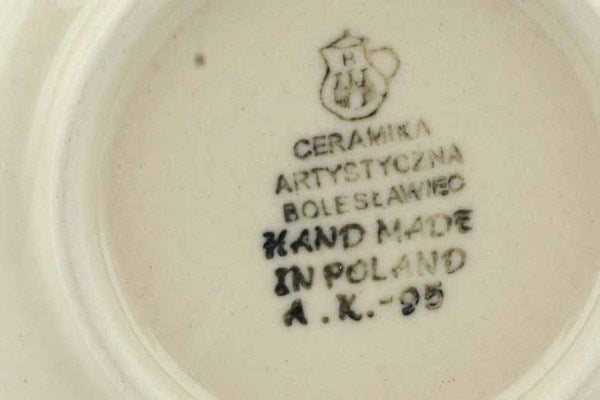 CERAMIKA
ARTYSTYCZNA
BOLESŁAWIEC
HAND MADE
IN POLAND
A.K.-95